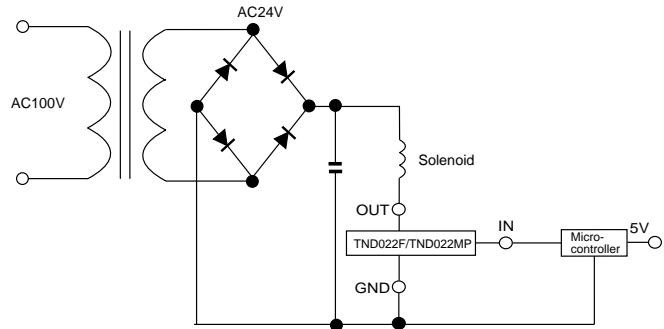 AC24V
AC100V
Solenoid
OUT
TND022F/TND022MP
IN
Micro-
controller
5V
GND